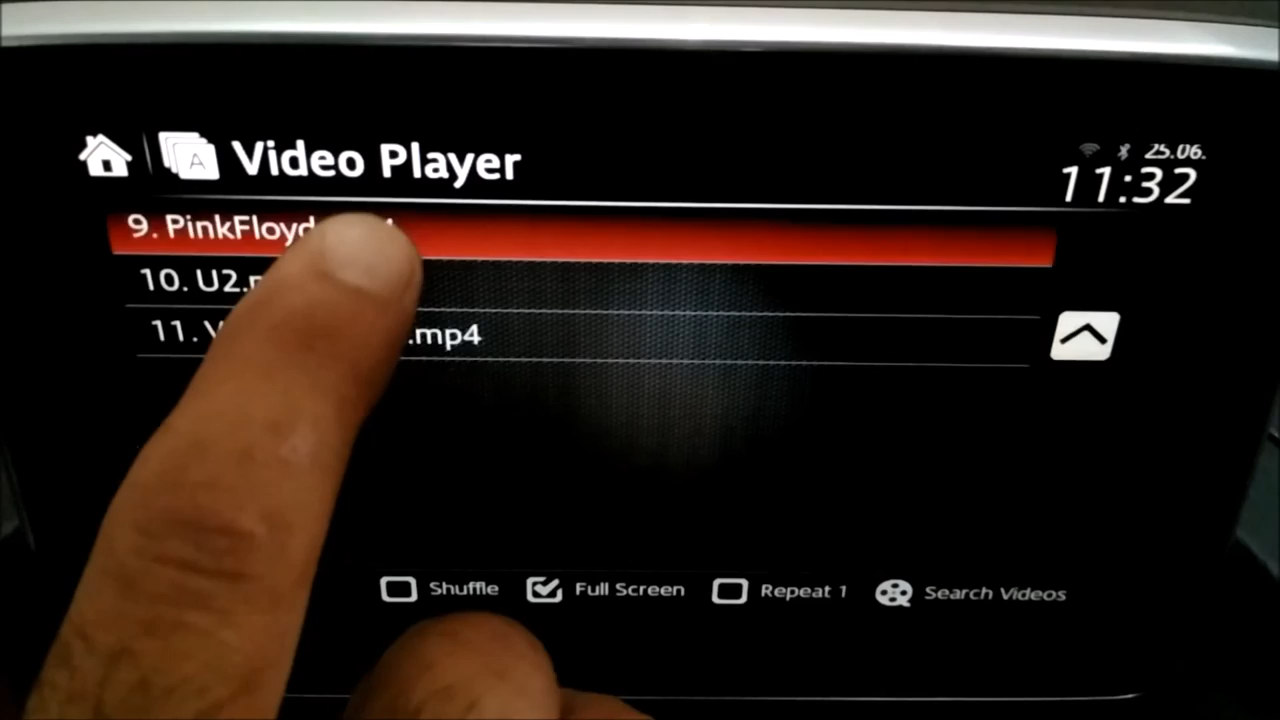 A Video Player
25.06.
11:32
9. PinkFloyd
10. U2.
11. .mp4
Shuffle Full Screen Repeat 1 Search Videos